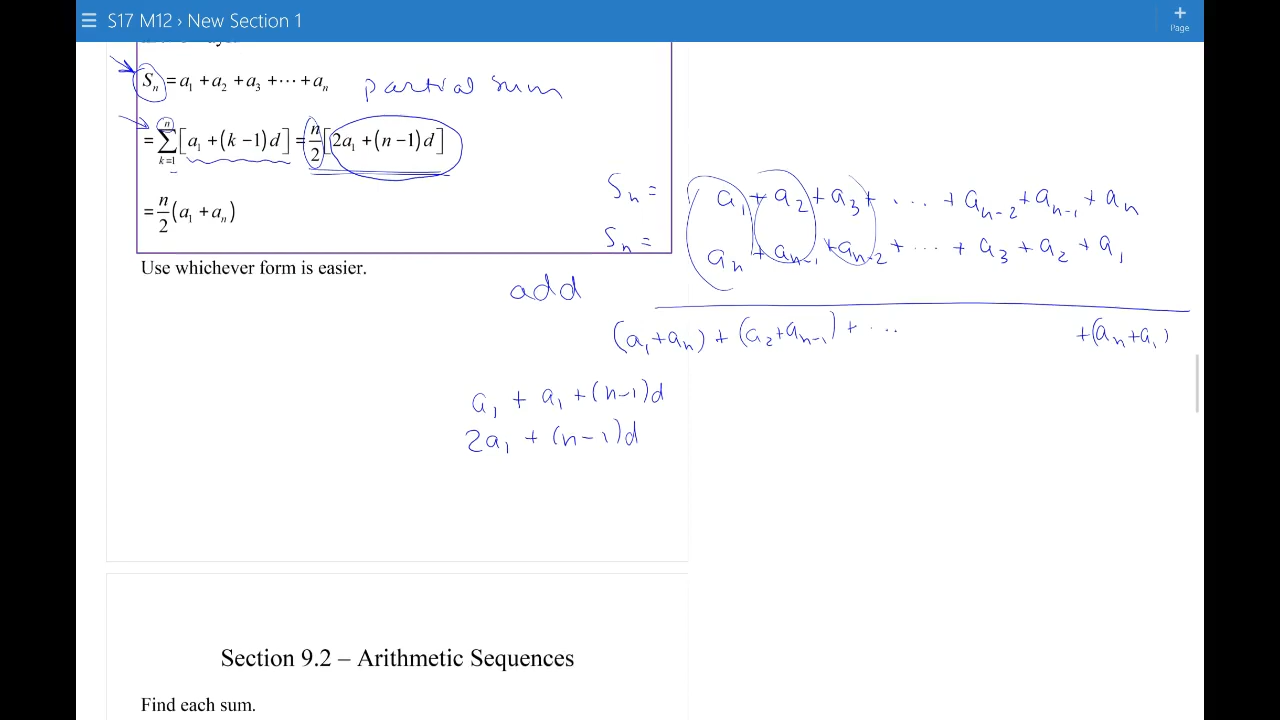 S17 M12 › New Section 1
Page
Sₙ = a₁ + a₂ + a₃ + ⋯ + aₙ partial sum
= ∑ₖ₌₁ⁿ [a₁ + (k − 1)d] = n/2 [2a₁ + (n − 1)d]
= n/2 (a₁ + aₙ)
Use whichever form is easier.
Sₙ = a₁ + a₂ + a₃ + ... + aₙ₋₂ + aₙ₋₁ + aₙ
Sₙ = aₙ + aₙ₋₁ + aₙ₋₂ + ... + a₃ + a₂ + a₁
add
(a₁ + aₙ) + (a₂ + aₙ₋₁) + ... + (aₙ + a₁)
a₁ + a₁ + (n − 1)d
2a₁ + (n − 1)d
Section 9.2 – Arithmetic Sequences
Find each sum.